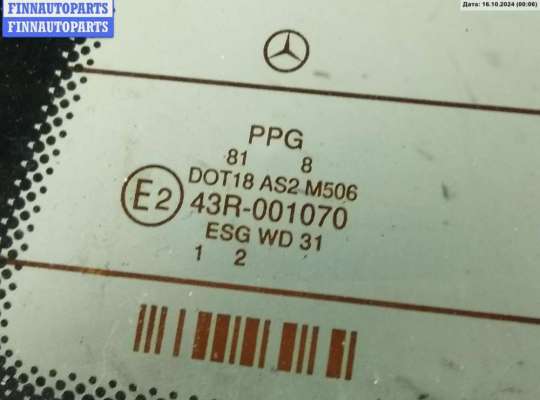 FINNAUTOPARTS
FINNAUTOPARTS
Дата: 16.10.2024 (00:06)
PPG
81 8
DOT18 AS2 M506
E2 43R-001070
ESG WD 31
1 2